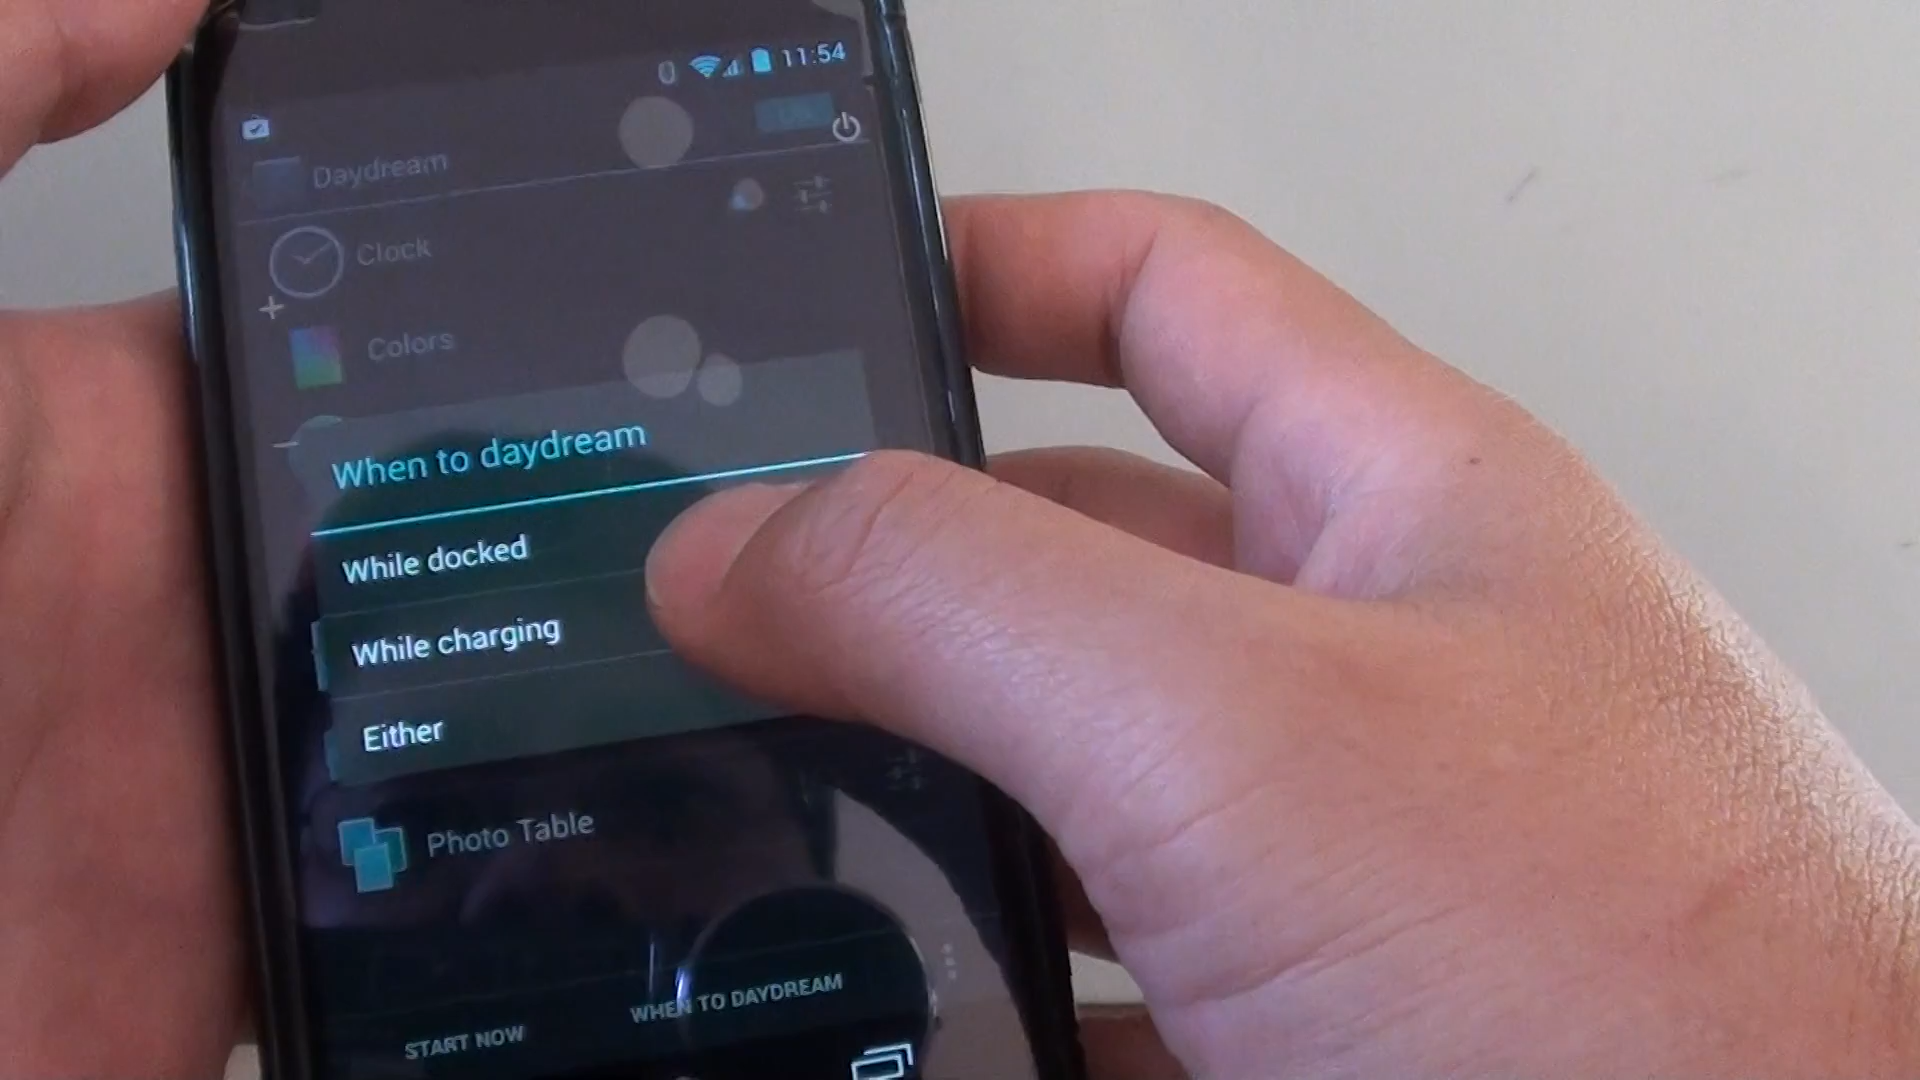 11:54
Daydream
Clock
Colors
When to daydream
While docked
While charging
Either
Photo Table
START NOW
WHEN TO DAYDREAM